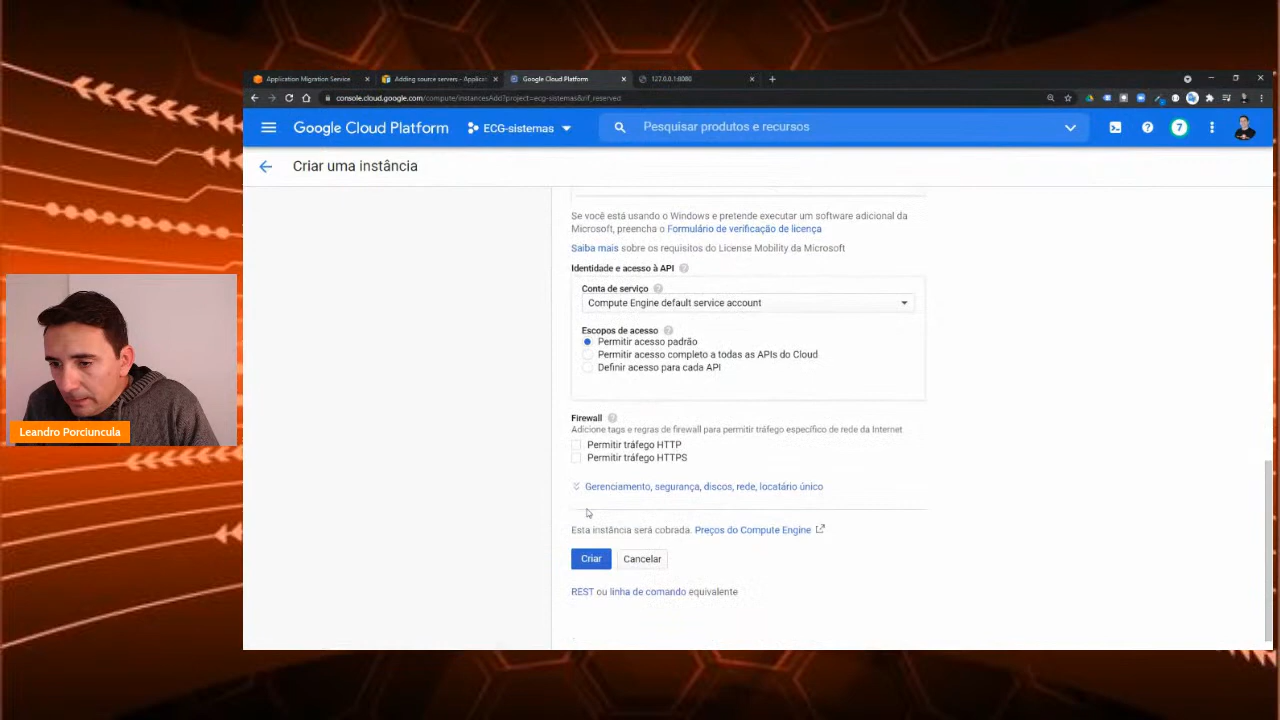 Application Migration Service
Adding source servers - Applicati
Google Cloud Platform
127.0.0.1:8080
console.cloud.google.com/compute/instancesAdd?project=ecg-sistemas&rif_reserved
Google Cloud Platform
ECG-sistemas
Pesquisar produtos e recursos
7
Criar uma instância
Se você está usando o Windows e pretende executar um software adicional da
Microsoft, preencha o Formulário de verificação de licença
Saiba mais sobre os requisitos do License Mobility da Microsoft
Identidade e acesso à API
Conta de serviço
Compute Engine default service account
Escopos de acesso
Permitir acesso padrão
Permitir acesso completo a todas as APIs do Cloud
Definir acesso para cada API
Firewall
Adicione tags e regras de firewall para permitir tráfego específico de rede da Internet
Permitir tráfego HTTP
Permitir tráfego HTTPS
Gerenciamento, segurança, discos, rede, locatário único
Esta instância será cobrada. Preços do Compute Engine
Criar
Cancelar
REST ou linha de comando equivalente
Leandro Porciuncula